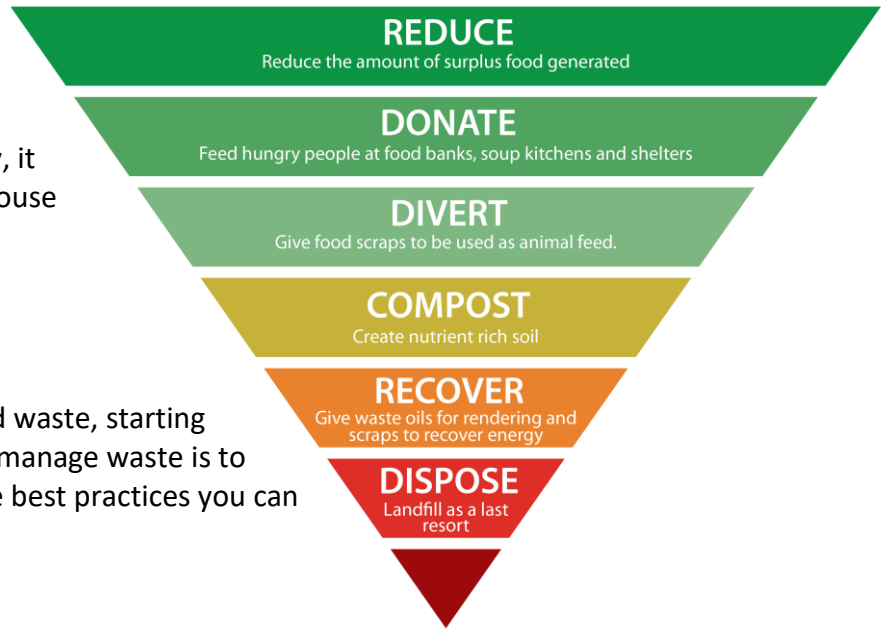 REDUCE
Reduce the amount of surplus food generated
DONATE
Feed hungry people at food banks, soup kitchens and shelters
, it
ouse
DIVERT
Give food scraps to be used as animal feed.
COMPOST
Create nutrient rich soil
RECOVER
Give waste oils for rendering and
scraps to recover energy
d waste, starting
manage waste is to
e best practices you can
DISPOSE
Landfill as a last
resort